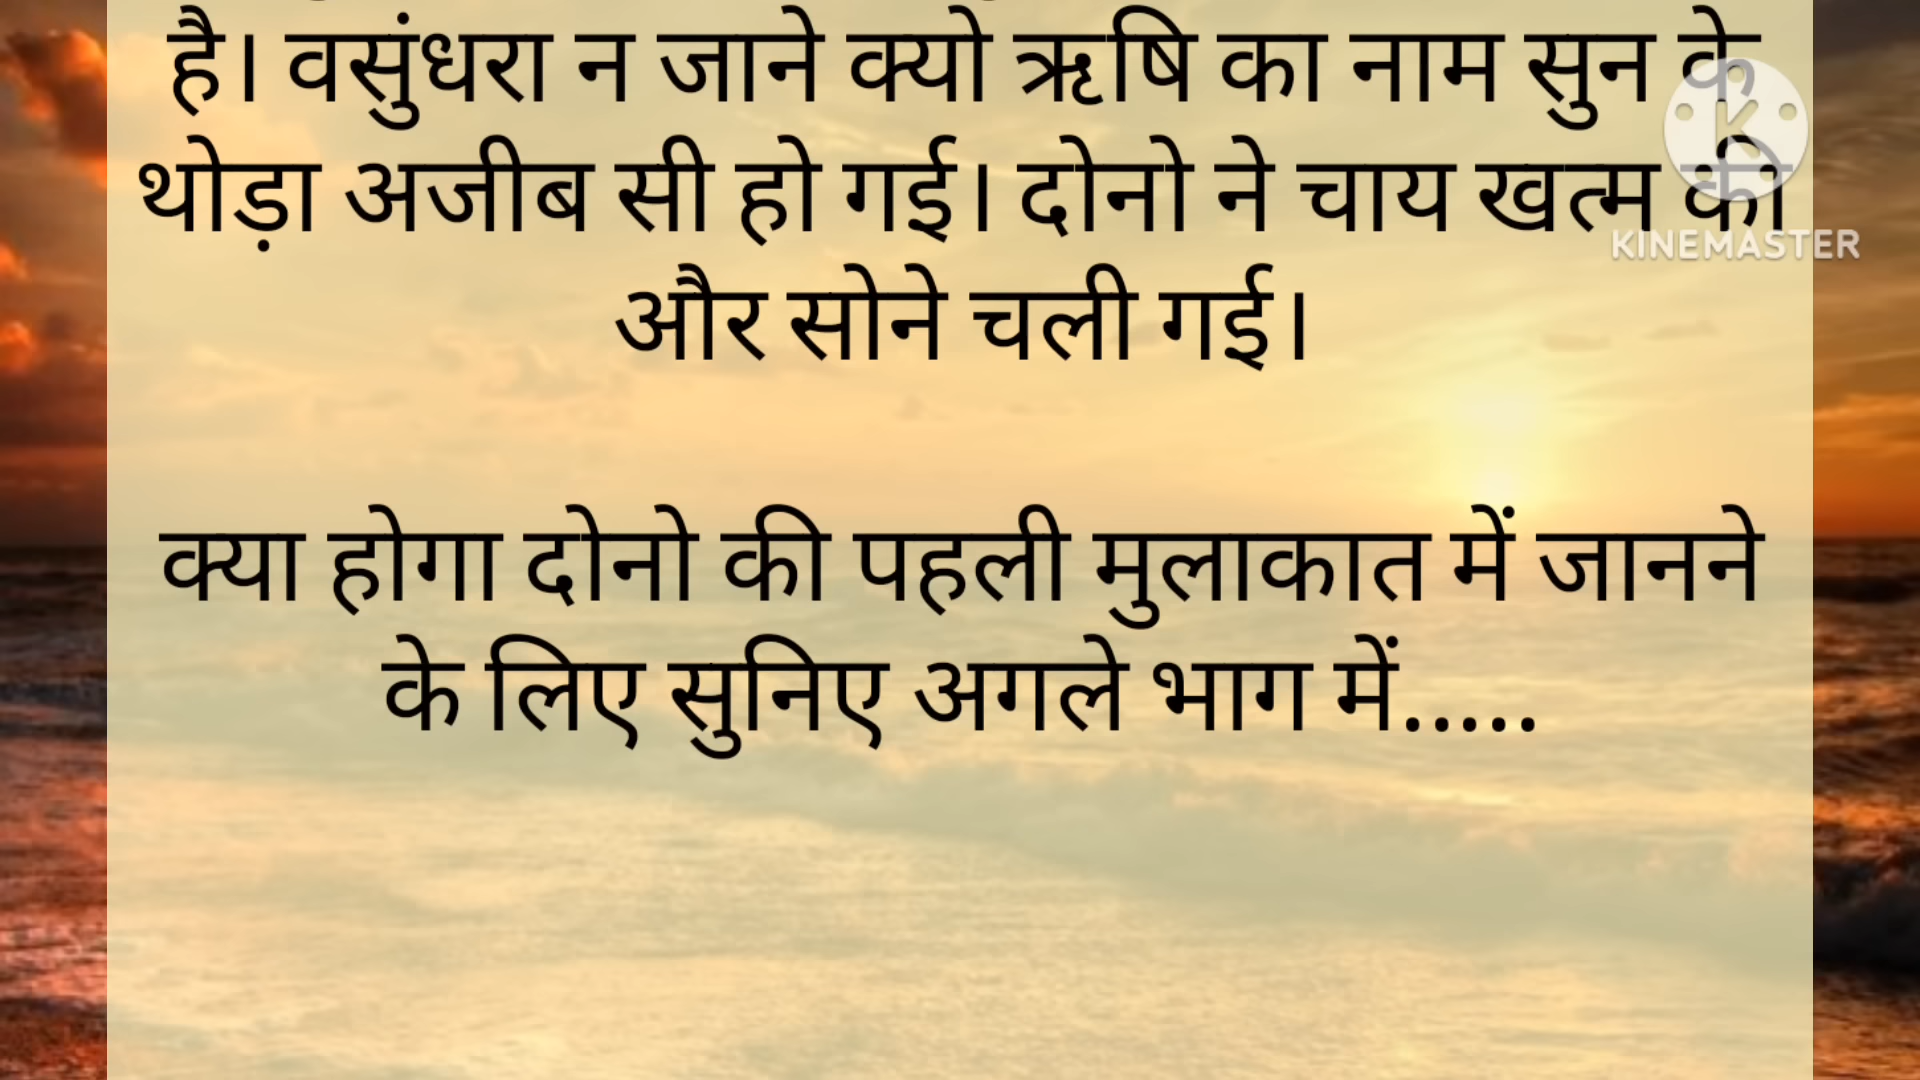 है। वसुंधरा न जाने क्यो ऋषि का नाम सुन के
थोड़ा अजीब सी हो गई। दोनो ने चाय खत्म की
और सोने चली गई।
क्या होगा दोनो की पहली मुलाकात में जानने
के लिए सुनिए अगले भाग में.....
K
KINEMASTER